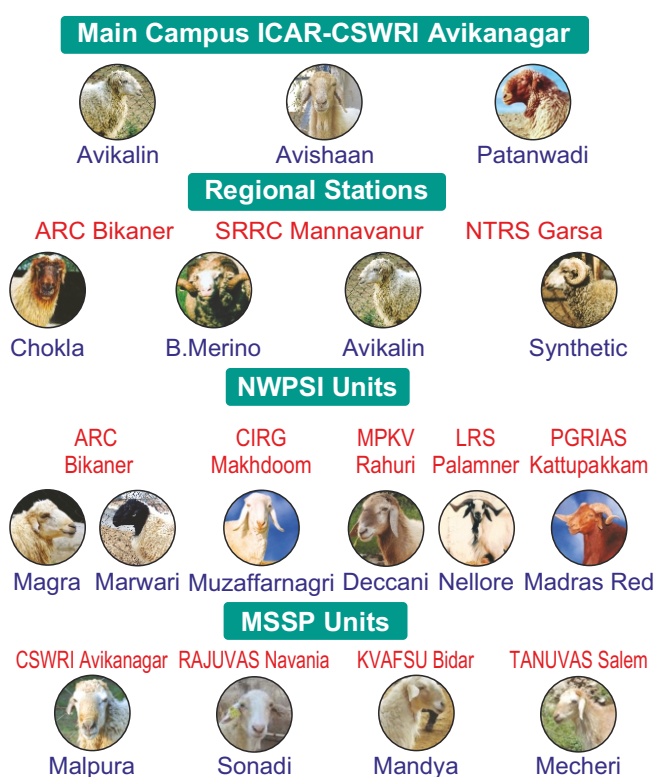 Main Campus ICAR-CSWRI Avikanagar
Avikalin Avishaan Patanwadi
Regional Stations
ARC Bikaner SRRC Mannavanur NTRS Garsa
Chokla B.Merino Avikalin Synthetic
NWPSI Units
ARC CIRG MPKV LRS PGRIAS
Bikaner Makhdoom Rahuri Palamner Kattupakkam
Magra Marwari Muzaffarnagri Deccani Nellore Madras Red
MSSP Units
CSWRI Avikanagar RAJUVAS Navania KVAFSU Bidar TANUVAS Salem
Malpura Sonadi Mandya Mecheri